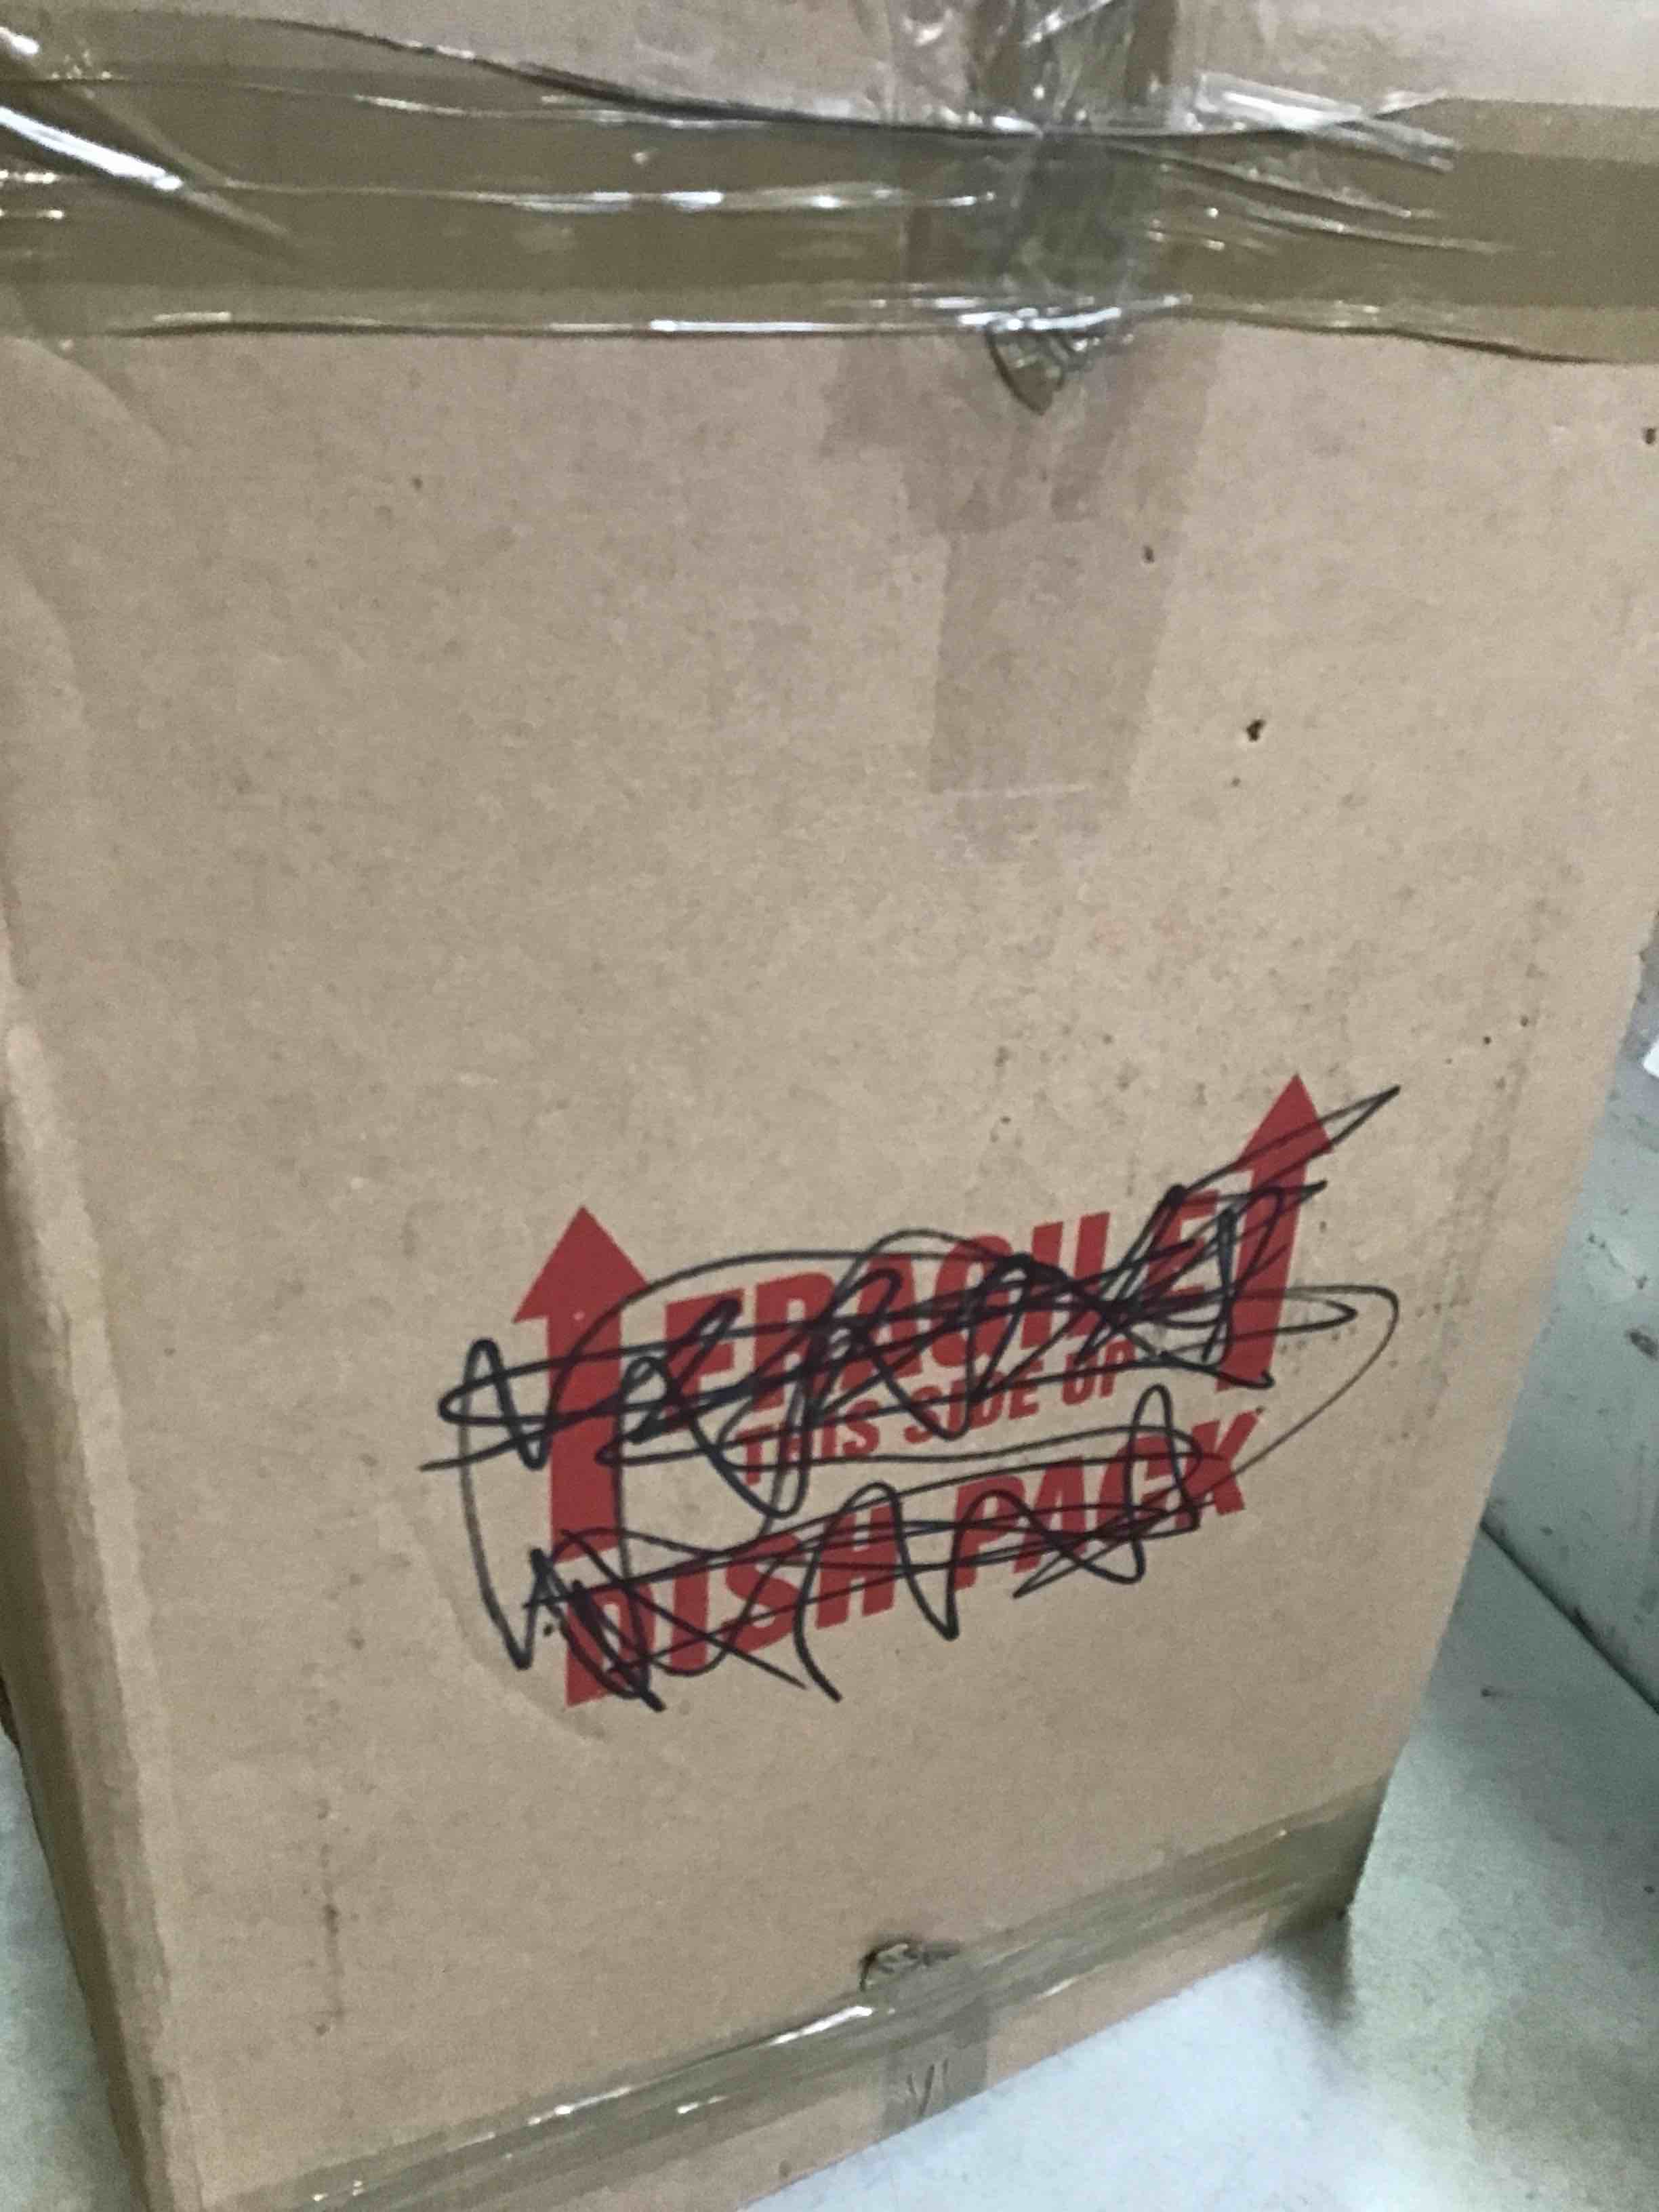 FRAGILE
THIS SIDE UP
DISH PACK